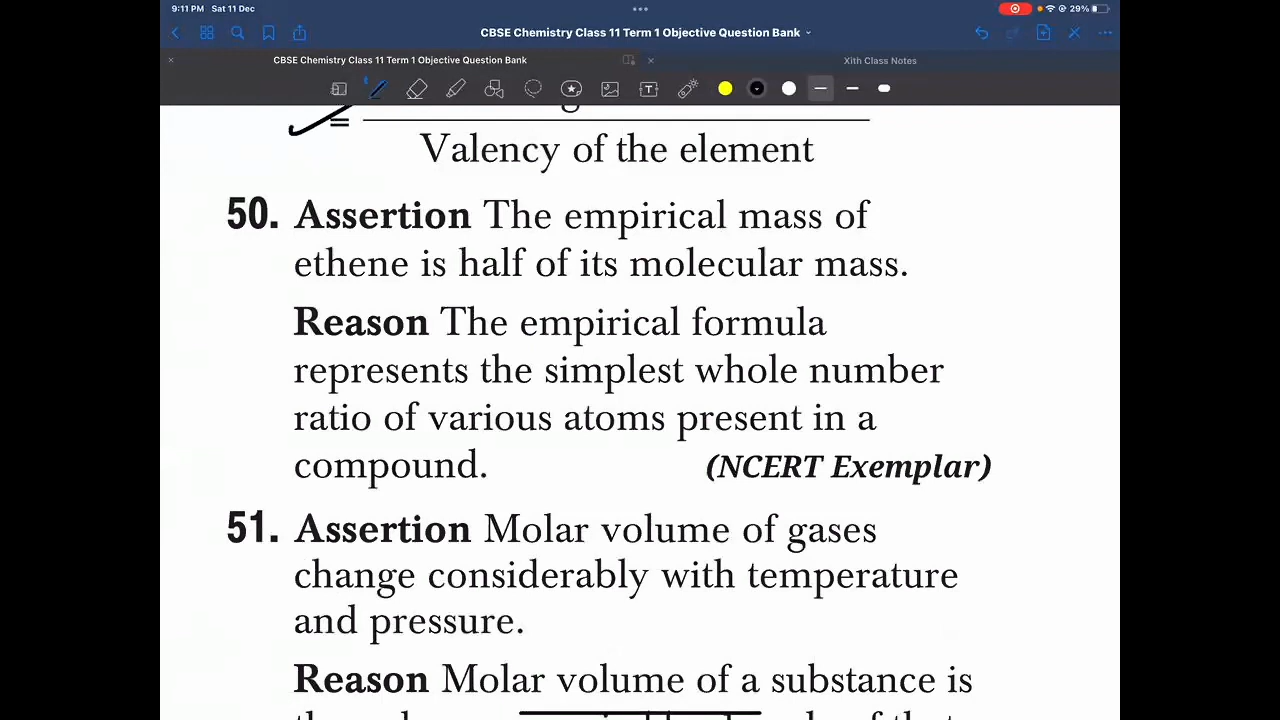 9:11 PM Sat 11 Dec
29%
CBSE Chemistry Class 11 Term 1 Objective Question Bank
CBSE Chemistry Class 11 Term 1 Objective Question Bank
Xith Class Notes
=
Valency of the element
50. Assertion The empirical mass of
ethene is half of its molecular mass.
Reason The empirical formula
represents the simplest whole number
ratio of various atoms present in a
compound. (NCERT Exemplar)
51. Assertion Molar volume of gases
change considerably with temperature
and pressure.
Reason Molar volume of a substance is